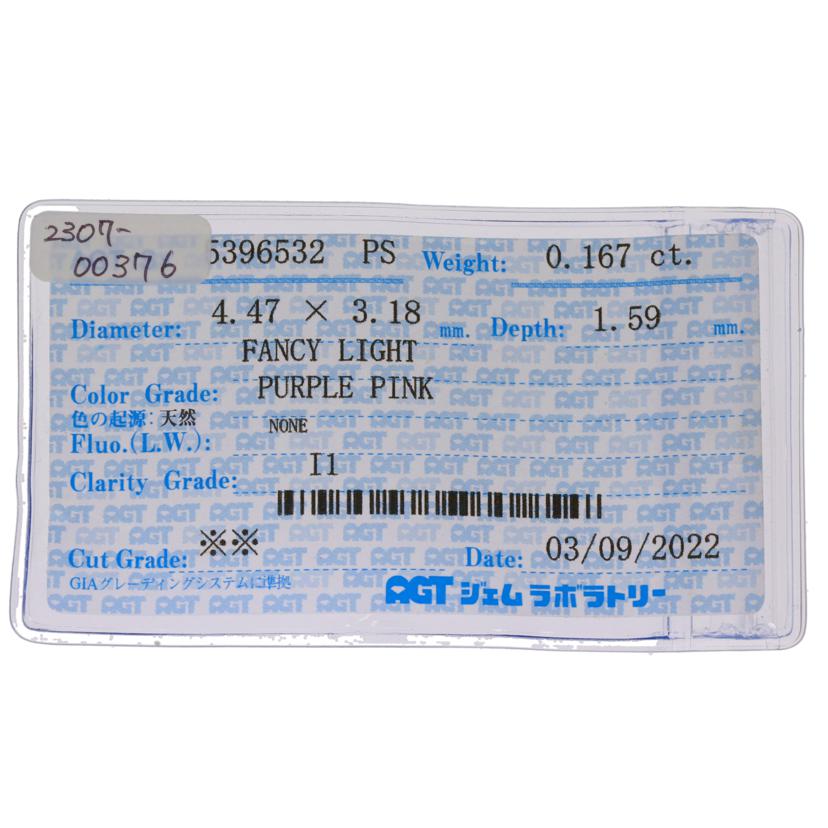 2307-
00376
5396532 PS Weight: 0.167 ct.
Diameter: 4.47 × 3.18 mm. Depth: 1.59 mm.
FANCY LIGHT
Color Grade: PURPLE PINK
色の起源: 天然
Fluo.(L.W.): NONE
Clarity Grade: I1
Cut Grade: ※※ Date: 03/09/2022
GIAグレーディングシステムに準拠
AGT ジェム ラボラトリー